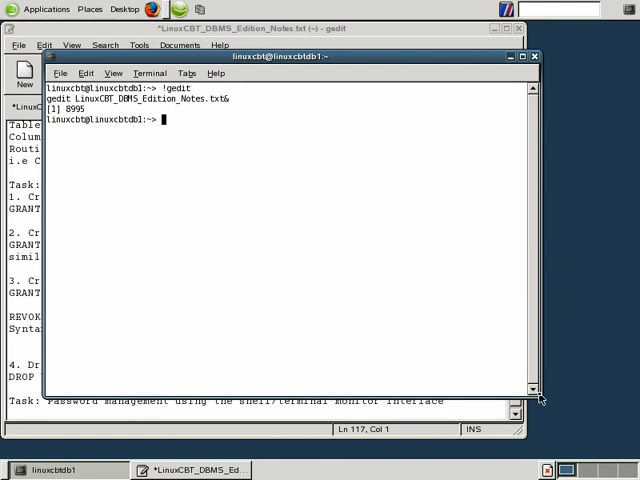 Applications Places Desktop
*LinuxCBT_DBMS_Edition_Notes.txt (~) - gedit
File Edit View Search Tools Documents Help
linuxcbt@linuxcbtdb1:~
New
File Edit View Terminal Tabs Help
linuxcbt@linuxcbtdb1:~> !gedit
gedit LinuxCBT_DBMS_Edition_Notes.txt&
[1] 8995
linuxcbt@linuxcbtdb1:~>
*LinuxC
Table
Colum
Routi
i.e C
Task:
1. Cr
GRANT
2. Cr
GRANT
simil
3. Cr
GRANT
REVOK
Synta
4. Dr
DROP
Task: Password management using the shell/terminal monitor interface
Ln 117, Col 1 INS
linuxcbtdb1 *LinuxCBT_DBMS_Ed...